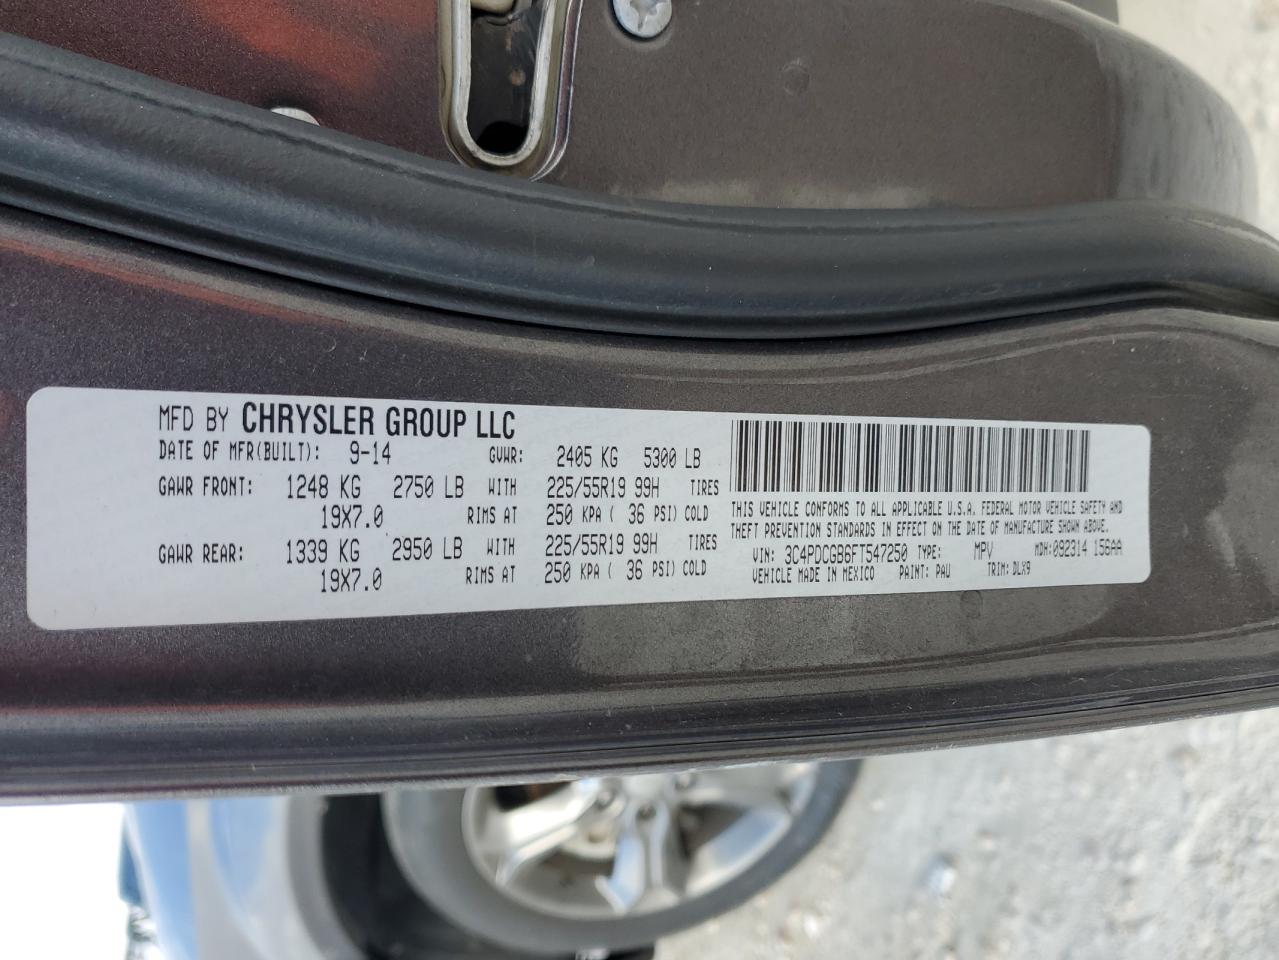 MFD BY CHRYSLER GROUP LLC
DATE OF MFR(BUILT): 9-14 GVWR: 2405 KG 5300 LB
GAWR FRONT: 1248 KG 2750 LB WITH 225/55R19 99H TIRES
19X7.0 RIMS AT 250 KPA ( 36 PSI) COLD
GAWR REAR: 1339 KG 2950 LB WITH 225/55R19 99H TIRES
19X7.0 RIMS AT 250 KPA ( 36 PSI) COLD
THIS VEHICLE CONFORMS TO ALL APPLICABLE U.S.A. FEDERAL MOTOR VEHICLE SAFETY AND
THEFT PREVENTION STANDARDS IN EFFECT ON THE DATE OF MANUFACTURE SHOWN ABOVE.
VIN: 3C4PDCGB6FT547250 TYPE: MPV MDH: 092314 156AA
VEHICLE MADE IN MEXICO PAINT: PAU TRIM: DLX9